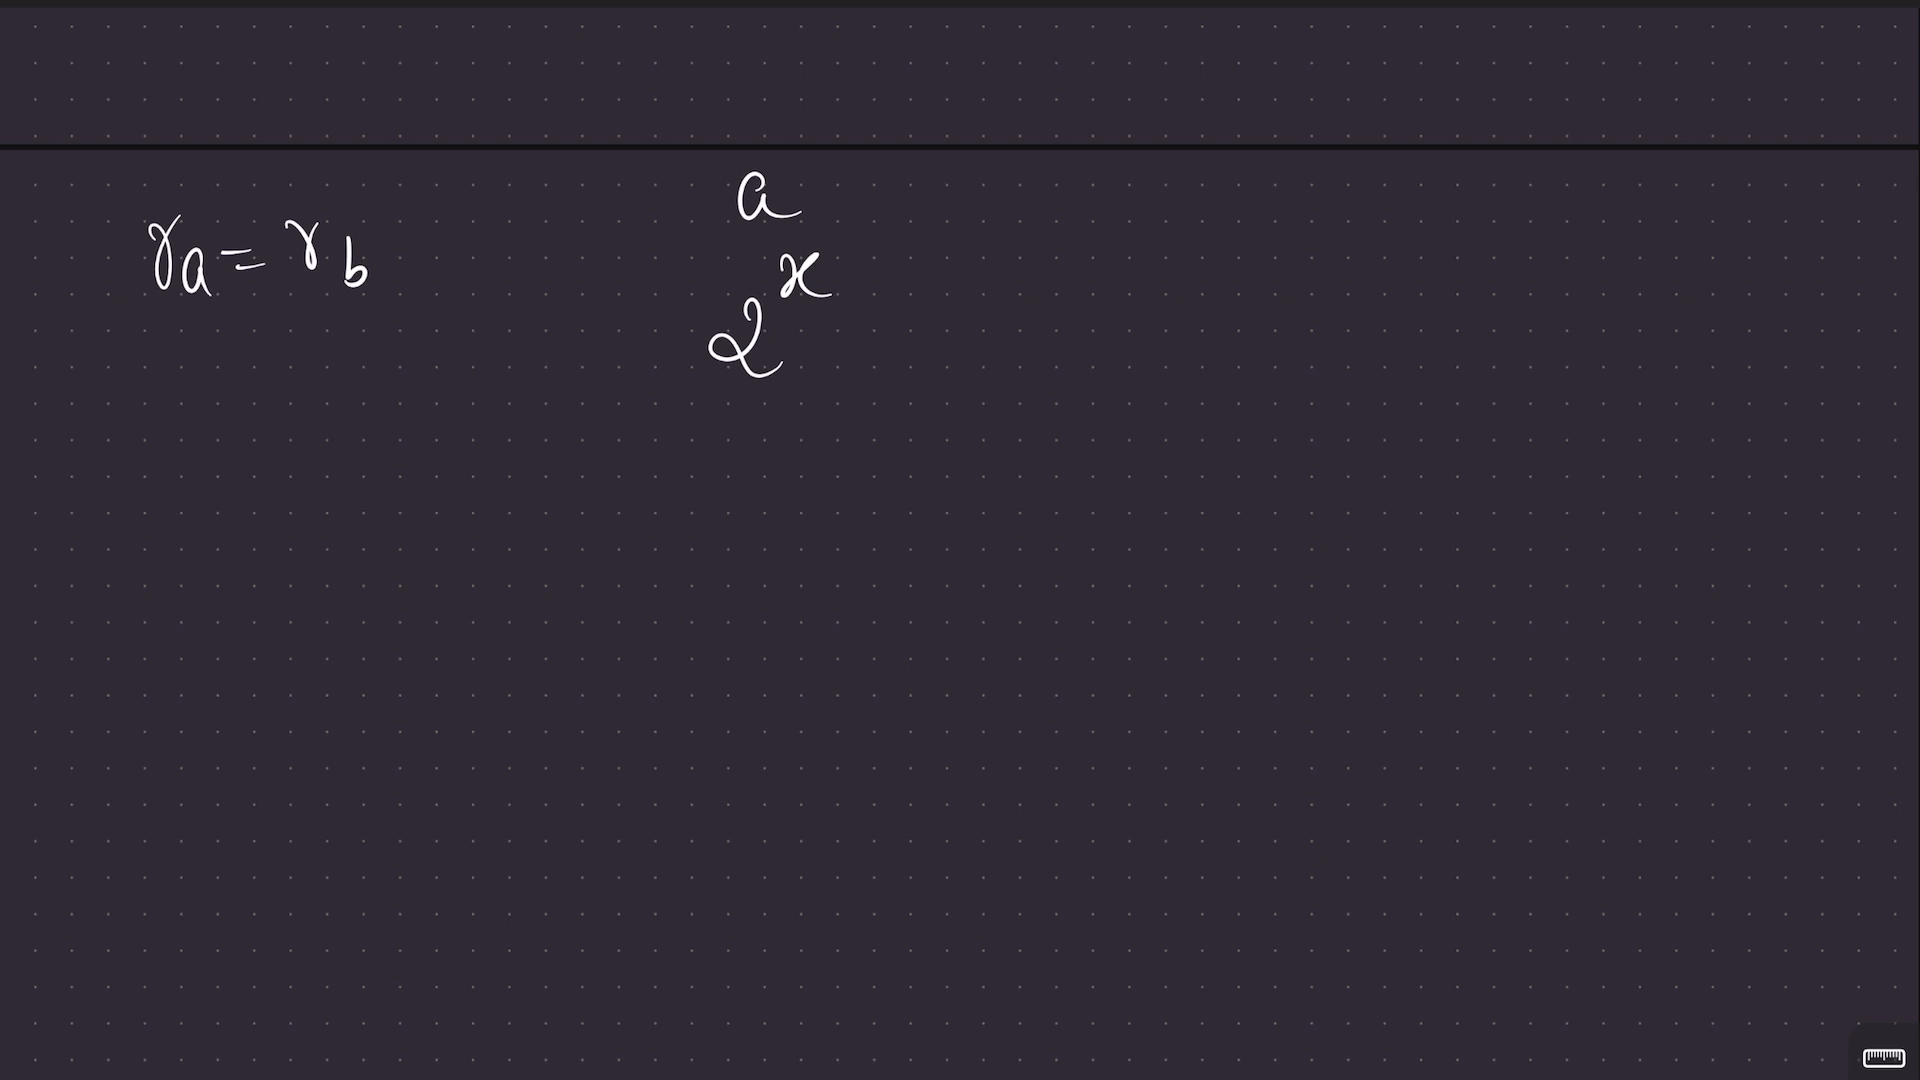 γa = γb
a
2^x